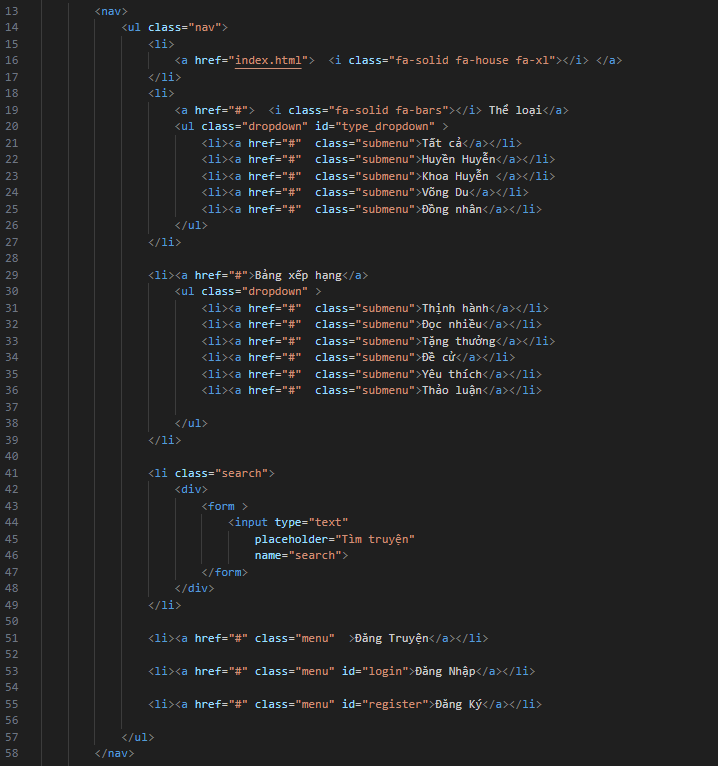 13 <nav>
14 <ul class="nav">
15 <li>
16 <a href="index.html">  <i class="fa-solid fa-house fa-xl"></i> </a>
17 </li>
18 <li>
19 <a href="#">  <i class="fa-solid fa-bars"></i> Thể loại</a>
20 <ul class="dropdown" id="type_dropdown" >
21 <li><a href="#"  class="submenu">Tất cả</a></li>
22 <li><a href="#"  class="submenu">Huyền Huyễn</a></li>
23 <li><a href="#"  class="submenu">Khoa Huyễn </a></li>
24 <li><a href="#"  class="submenu">Võng Du</a></li>
25 <li><a href="#"  class="submenu">Đồng nhân</a></li>
26 </ul>
27 </li>
28
29 <li><a href="#">Bảng xếp hạng</a>
30 <ul class="dropdown" >
31 <li><a href="#"  class="submenu">Thịnh hành</a></li>
32 <li><a href="#"  class="submenu">Đọc nhiều</a></li>
33 <li><a href="#"  class="submenu">Tặng thưởng</a></li>
34 <li><a href="#"  class="submenu">Đề cử</a></li>
35 <li><a href="#"  class="submenu">Yêu thích</a></li>
36 <li><a href="#"  class="submenu">Thảo luận</a></li>
37
38 </ul>
39 </li>
40
41 <li class="search">
42 <div>
43 <form >
44 <input type="text"
45 placeholder="Tìm truyện"
46 name="search">
47 </form>
48 </div>
49 </li>
50
51 <li><a href="#" class="menu"  >Đăng Truyện</a></li>
52
53 <li><a href="#" class="menu" id="login">Đăng Nhập</a></li>
54
55 <li><a href="#" class="menu" id="register">Đăng Ký</a></li>
56
57 </ul>
58 </nav>